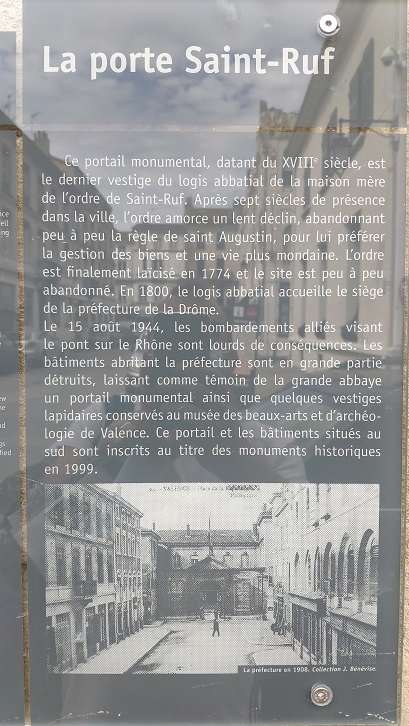 La porte Saint-Ruf
Ce portail monumental, datant du XVIIIe siècle, est
le dernier vestige du logis abbatial de la maison mère
de l'ordre de Saint-Ruf. Après sept siècles de présence
dans la ville, l'ordre amorce un lent déclin, abandonnant
peu à peu la règle de saint Augustin, pour lui préférer
la gestion des biens et une vie plus mondaine. L'ordre
est finalement laïcisé en 1774 et le site est peu à peu
abandonné. En 1800, le logis abbatial accueille le siège
de la préfecture de la Drôme.
Le 15 août 1944, les bombardements alliés visant
le pont sur le Rhône sont lourds de conséquences. Les
bâtiments abritant la préfecture sont en grande partie
détruits, laissant comme témoin de la grande abbaye
un portail monumental ainsi que quelques vestiges
lapidaires conservés au musée des beaux-arts et d'archéo-
logie de Valence. Ce portail et les bâtiments situés au
sud sont inscrits au titre des monuments historiques
en 1999.
VALENCE
La préfecture en 1908. Collection J. Bénévise.